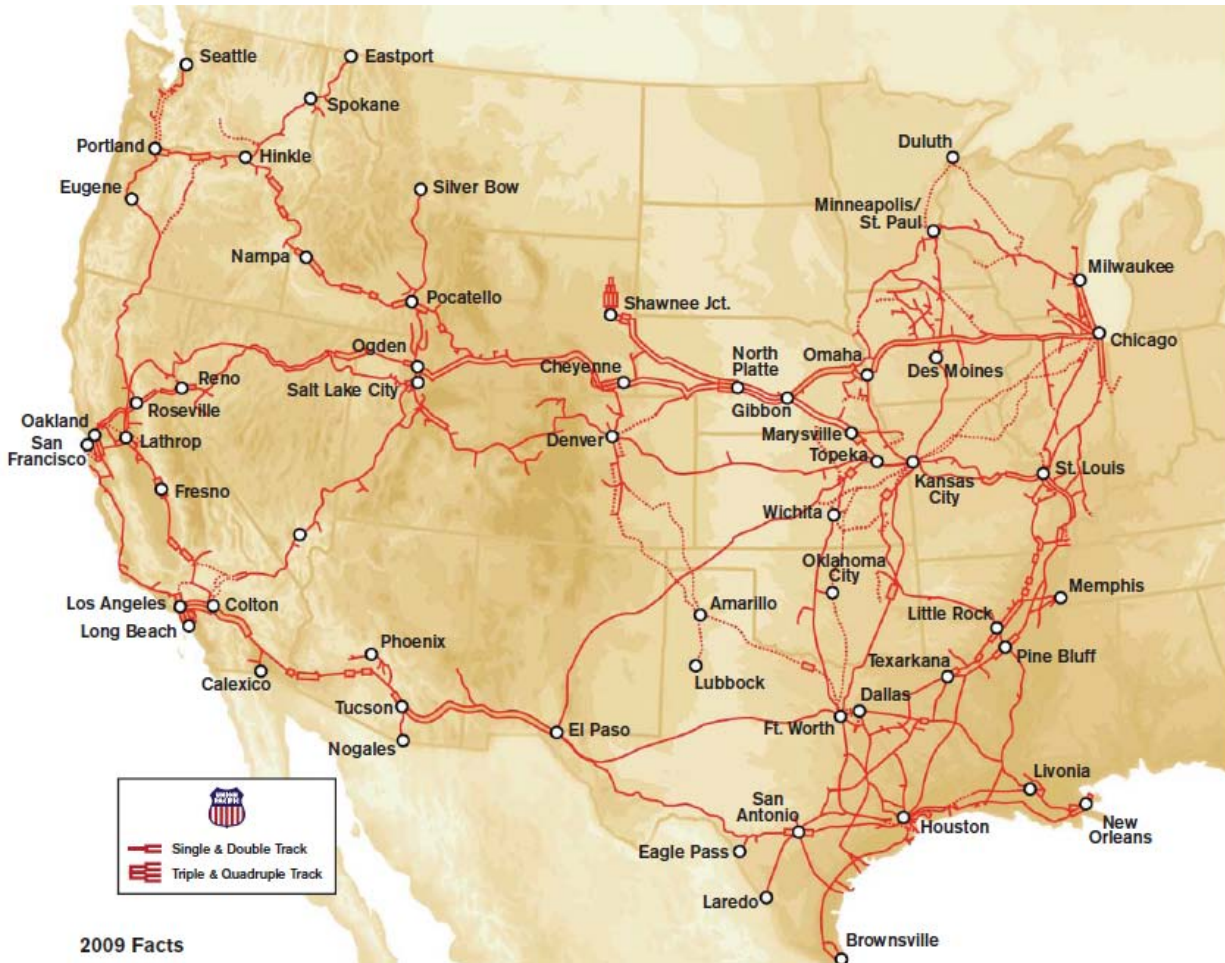 Seattle
Eastport
Spokane
Portland
Hinkle
Eugene
Silver Bow
Duluth
Minneapolis/
St. Paul
Nampa
Milwaukee
Pocatello
Shawnee Jct.
Chicago
Ogden
Cheyenne
North
Platte
Omaha
Des Moines
Reno
Salt Lake City
Roseville
Gibbon
Oakland
San
Francisco
Lathrop
Denver
Marysville
Topeka
Kansas
City
St. Louis
Fresno
Wichita
Oklahoma
City
Los Angeles
Colton
Long Beach
Amarillo
Little Rock
Memphis
Phoenix
Calexico
Lubbock
Texarkana
Pine Bluff
Tucson
Dallas
Ft. Worth
Nogales
El Paso
Livonia
San
Antonio
Houston
New
Orleans
Eagle Pass
Laredo
Brownsville
UNION
PACIFIC
Single & Double Track
Triple & Quadruple Track
2009 Facts